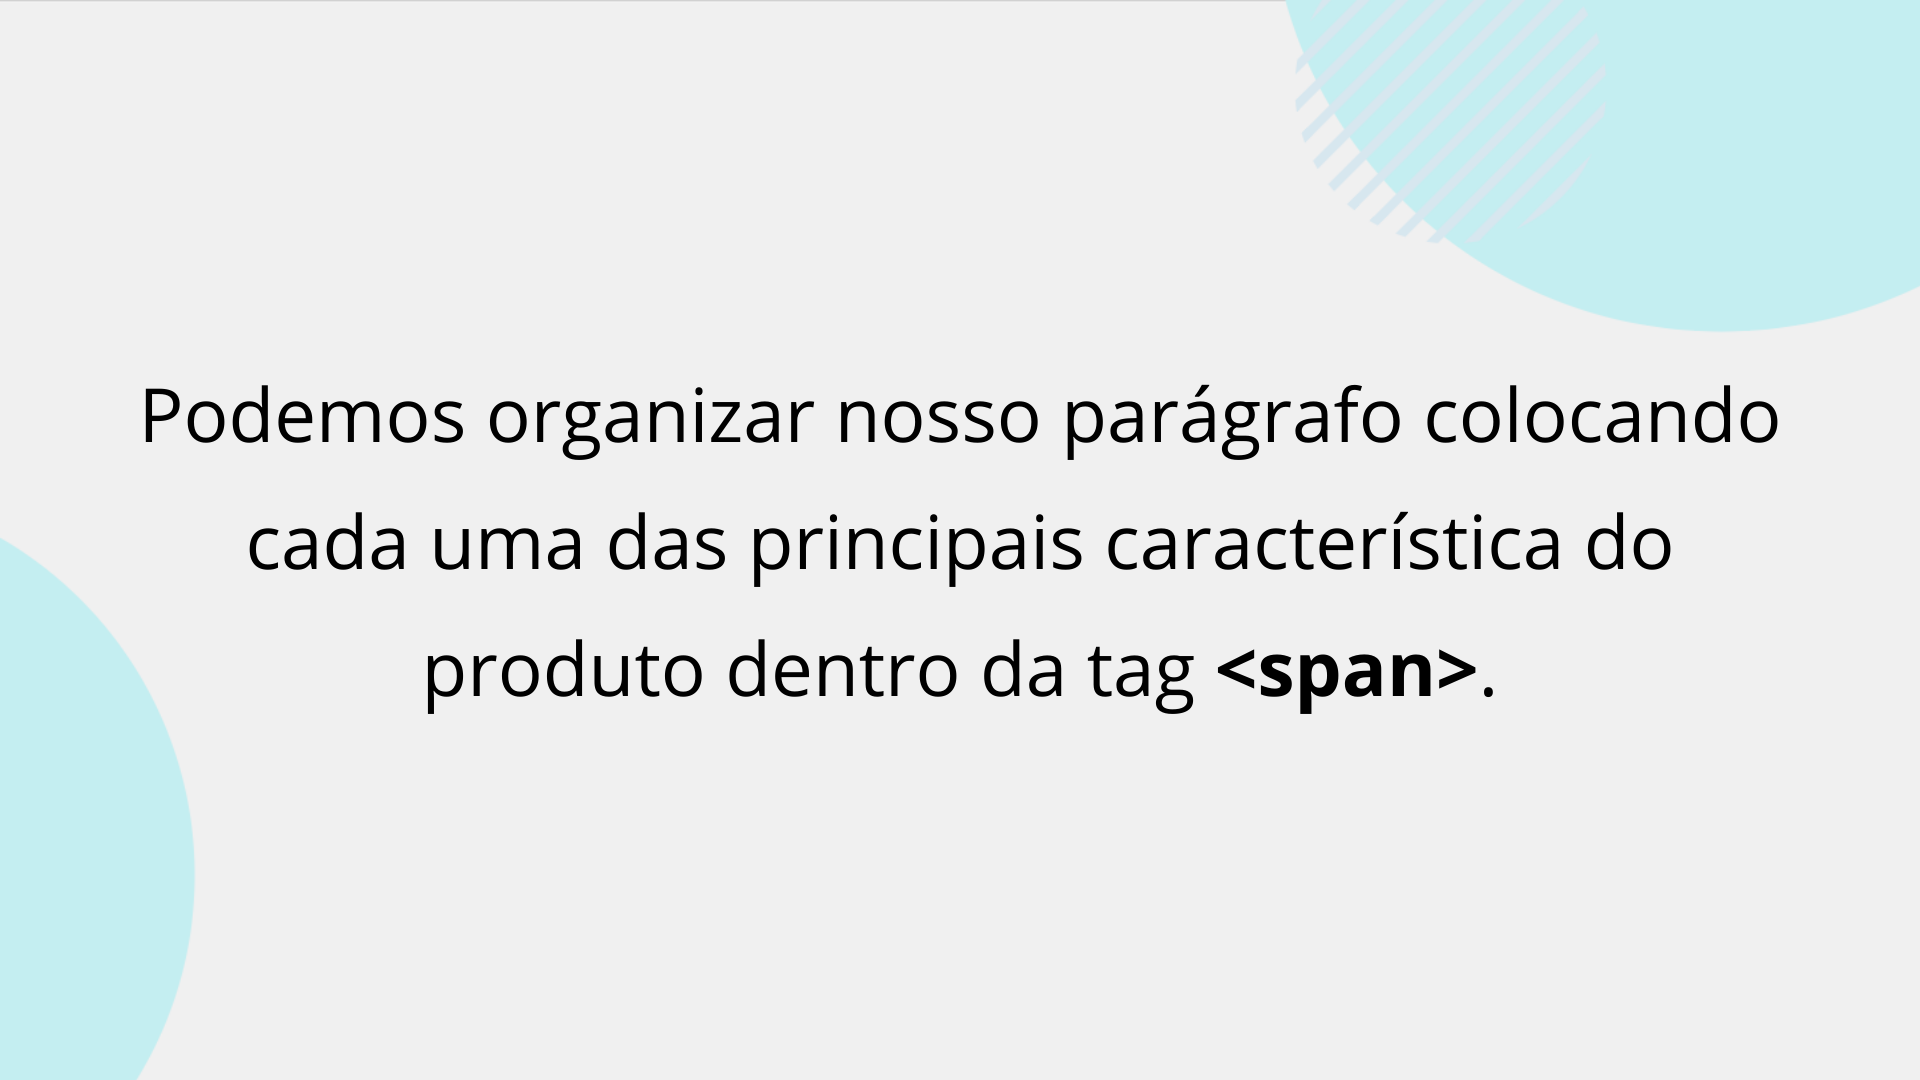 Podemos organizar nosso parágrafo colocando
cada uma das principais característica do
produto dentro da tag <span>.